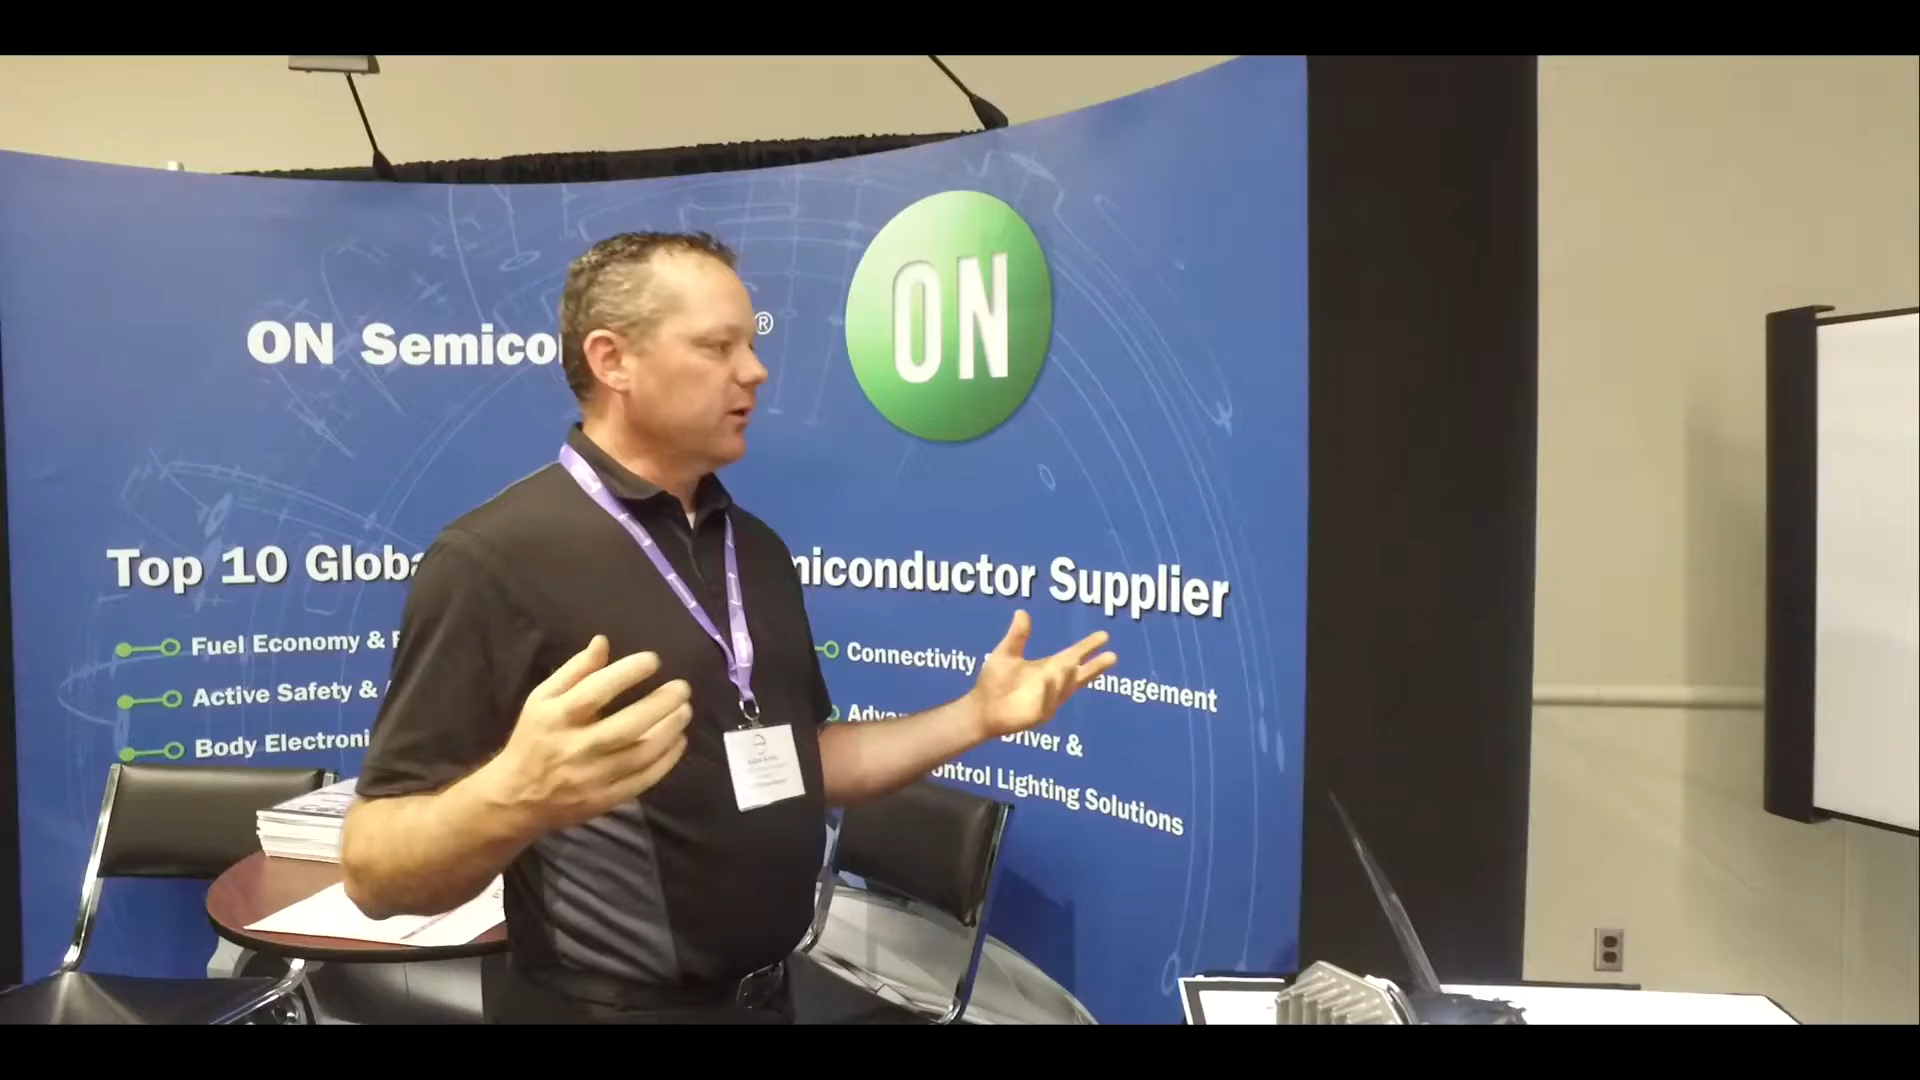 ON Semico
®
ON
Top 10 Globa
miconductor Supplier
Fuel Economy &
Active Safety &
Body Electroni
Connectivity
anagement
Adva
Driver &
ontrol Lighting Solutions